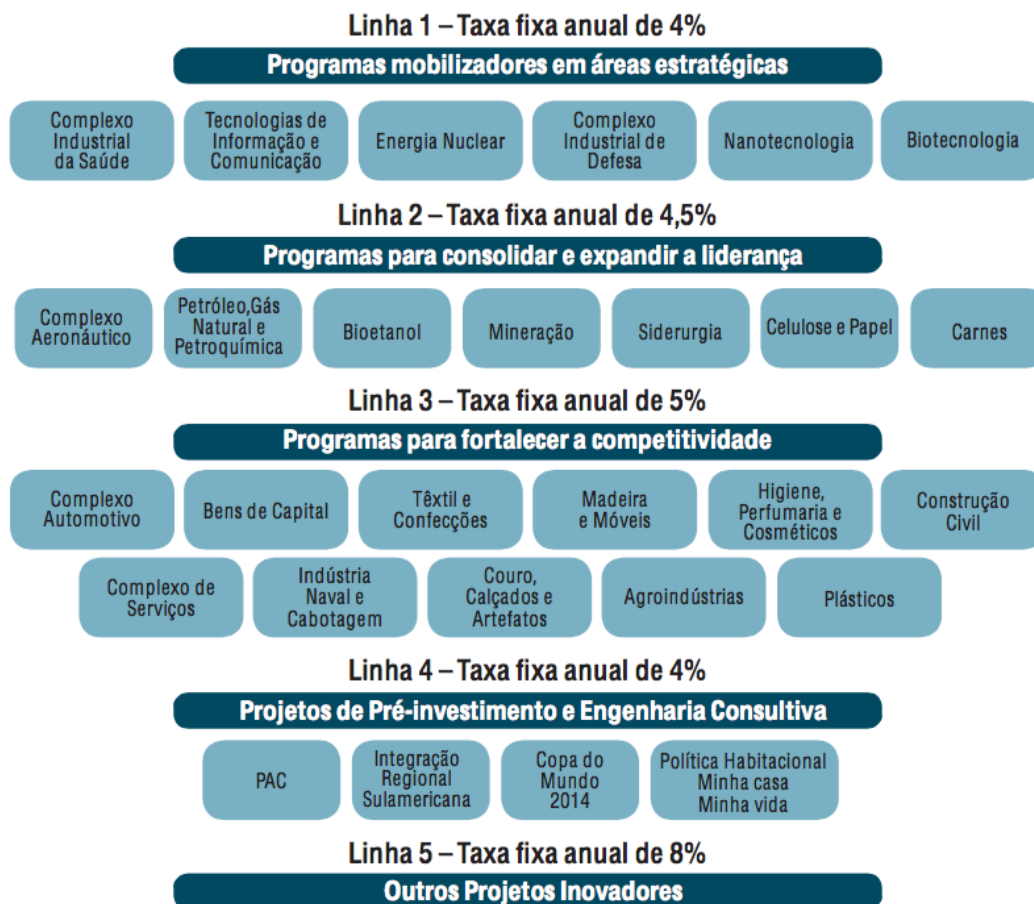 Linha 1 – Taxa fixa anual de 4%
Programas mobilizadores em áreas estratégicas
Complexo
Industrial
da Saúde
Tecnologias de
Informação e
Comunicação
Energia Nuclear
Complexo
Industrial de
Defesa
Nanotecnologia
Biotecnologia
Linha 2 – Taxa fixa anual de 4,5%
Programas para consolidar e expandir a liderança
Complexo
Aeronáutico
Petróleo,Gás
Natural e
Petroquímica
Bioetanol
Mineração
Siderurgia
Celulose e Papel
Carnes
Linha 3 – Taxa fixa anual de 5%
Programas para fortalecer a competitividade
Complexo
Automotivo
Bens de Capital
Têxtil e
Confecções
Madeira
e Móveis
Higiene,
Perfumaria e
Cosméticos
Construção
Civil
Complexo de
Serviços
Indústria
Naval e
Cabotagem
Couro,
Calçados e
Artefatos
Agroindústrias
Plásticos
Linha 4 – Taxa fixa anual de 4%
Projetos de Pré-investimento e Engenharia Consultiva
PAC
Integração
Regional
Sulamericana
Copa do
Mundo
2014
Política Habitacional
Minha casa
Minha vida
Linha 5 – Taxa fixa anual de 8%
Outros Projetos Inovadores